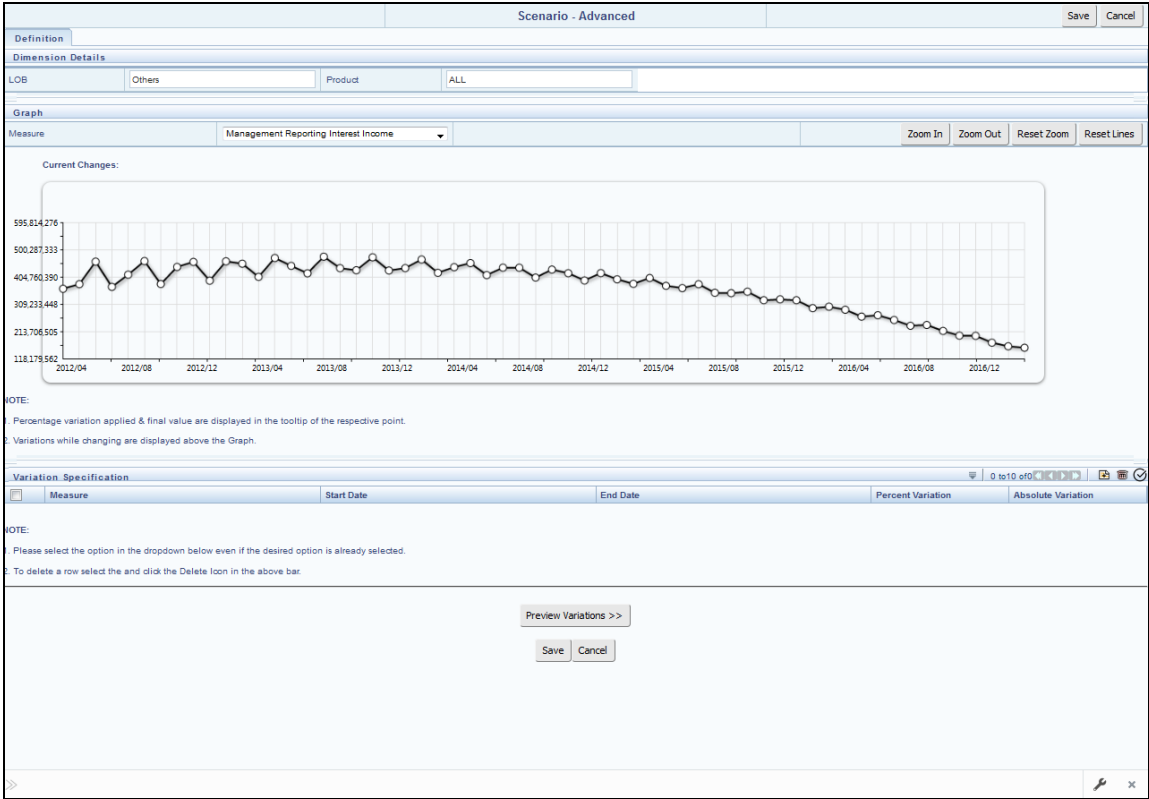 Scenario - Advanced
Save Cancel
Definition
Dimension Details
LOB Others Product ALL
Graph
Measure Management Reporting Interest Income Zoom In Zoom Out Reset Zoom Reset Lines
Current Changes:
595,814,276
500,287,333
404,760,390
309,233,448
213,706,505
118,179,562
2012/04 2012/08 2012/12 2013/04 2013/08 2013/12 2014/04 2014/08 2014/12 2015/04 2015/08 2015/12 2016/04 2016/08 2016/12
NOTE:
1. Percentage variation applied & final value are displayed in the tooltip of the respective point.
2. Variations while changing are displayed above the Graph.
Variation Specification 0 to10 of0
Measure Start Date End Date Percent Variation Absolute Variation
NOTE:
1. Please select the option in the dropdown below even if the desired option is already selected.
2. To delete a row select the and click the Delete Icon in the above bar.
Preview Variations >>
Save Cancel